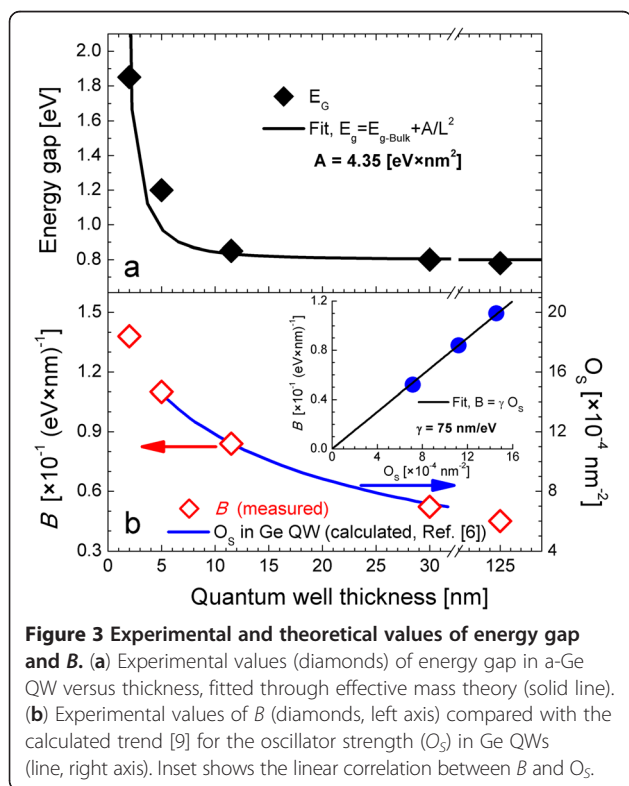 2.0
1.8
1.6
1.4
1.2
1.0
0.8
Energy gap [eV]
E_G
Fit, E_g=E_g-Bulk+A/L^2
A = 4.35 [eV×nm^2]
a
1.5
1.2
0.9
0.6
0.3
B [×10^-1 (eV×nm)^-1]
1.2
0.8
0.4
0.0
B [×10^-1 (eV×nm)^-1]
Fit, B = γ O_S
γ = 75 nm/eV
0 4 8 12 16
O_S [×10^-4 nm^-2]
20
16
12
8
4
O_S [×10^-4 nm^-2]
B (measured)
O_S in Ge QW (calculated, Ref. [6])
b
0 5 10 15 20 25 30 125
Quantum well thickness [nm]
Figure 3 Experimental and theoretical values of energy gap
and B. (a) Experimental values (diamonds) of energy gap in a-Ge
QW versus thickness, fitted through effective mass theory (solid line).
(b) Experimental values of B (diamonds, left axis) compared with the
calculated trend [9] for the oscillator strength (O_S) in Ge QWs
(line, right axis). Inset shows the linear correlation between B and O_S.